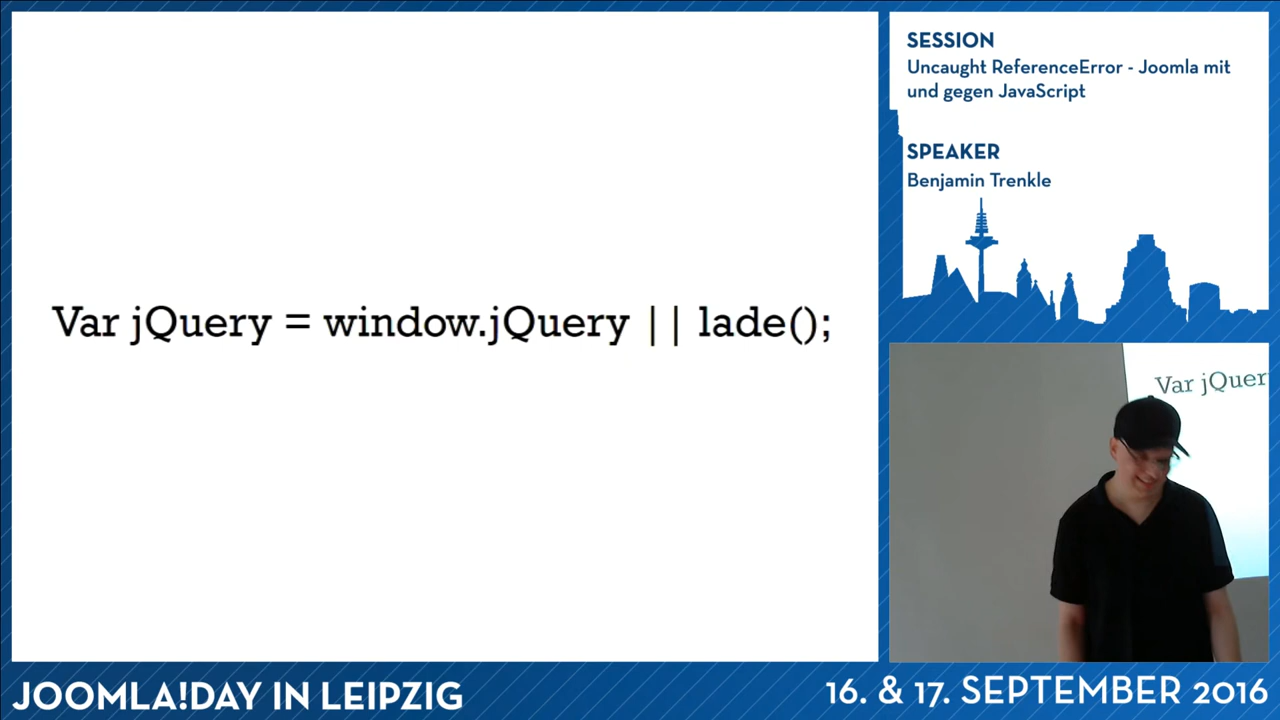 Var jQuery = window.jQuery || lade();
SESSION
Uncaught ReferenceError - Joomla mit
und gegen JavaScript
SPEAKER
Benjamin Trenkle
Var jQuer
JOOMLA!DAY IN LEIPZIG
16. & 17. SEPTEMBER 2016